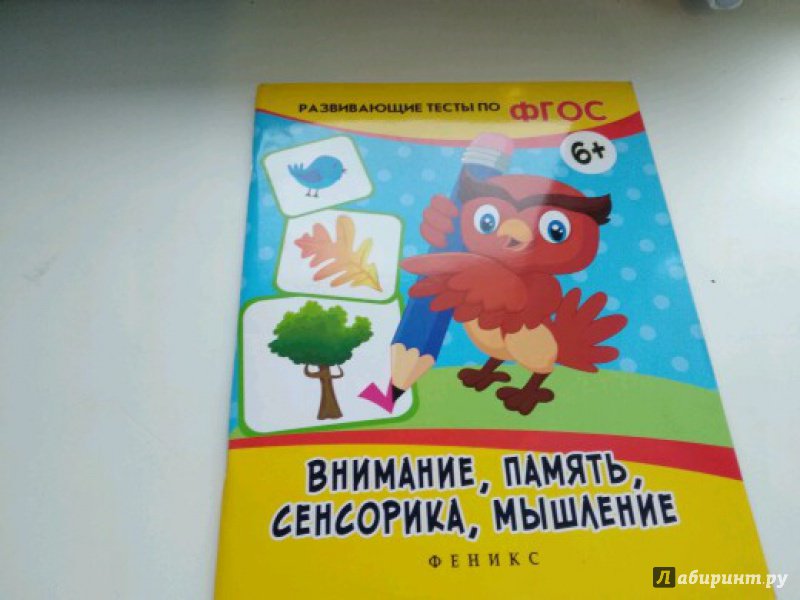 РАЗВИВАЮЩИЕ ТЕСТЫ ПО ФГОС
6+
ВНИМАНИЕ, ПАМЯТЬ,
СЕНСОРИКА, МЫШЛЕНИЕ
ФЕНИКС
Лабиринт.ру